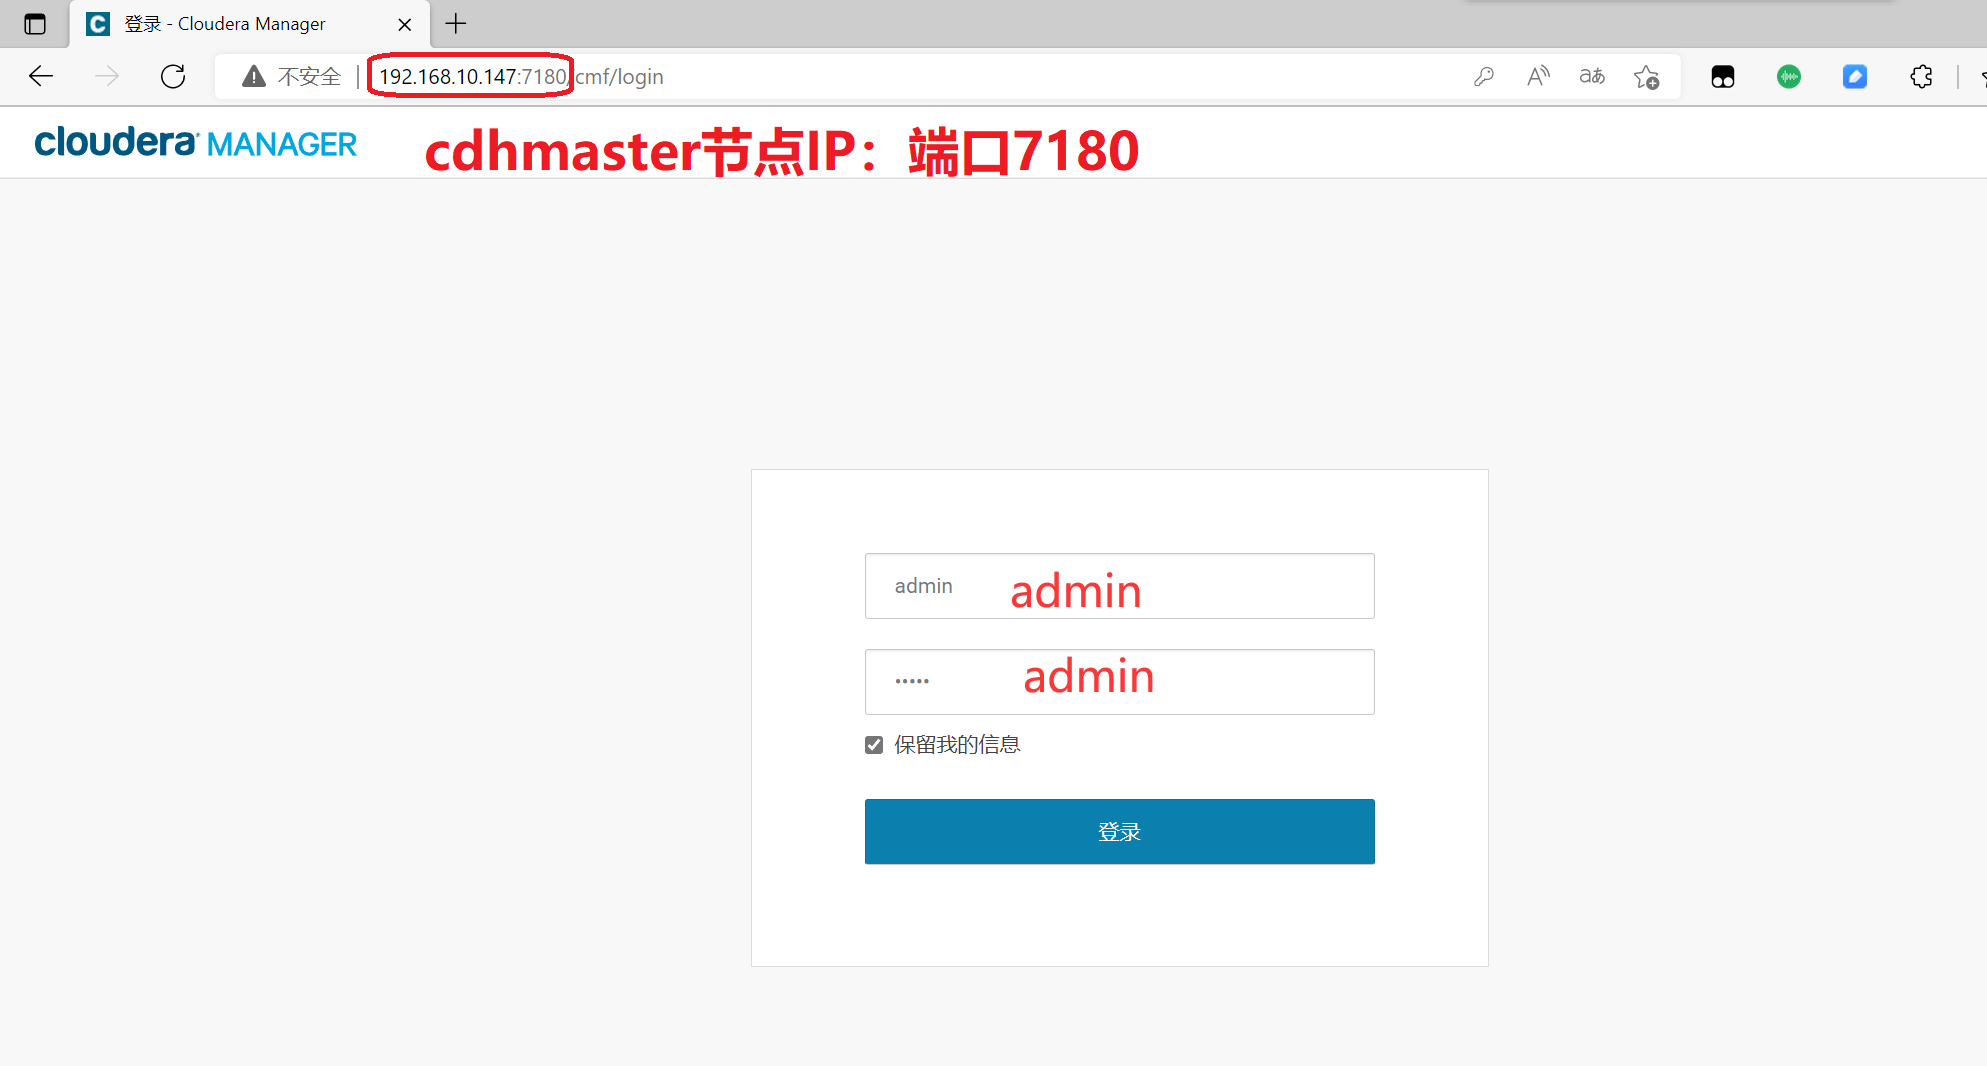 登录 - Cloudera Manager
不安全 192.168.10.147:7180/cmf/login
cloudera MANAGER
cdhmaster节点IP：端口7180
admin admin
••••• admin
保留我的信息
登录